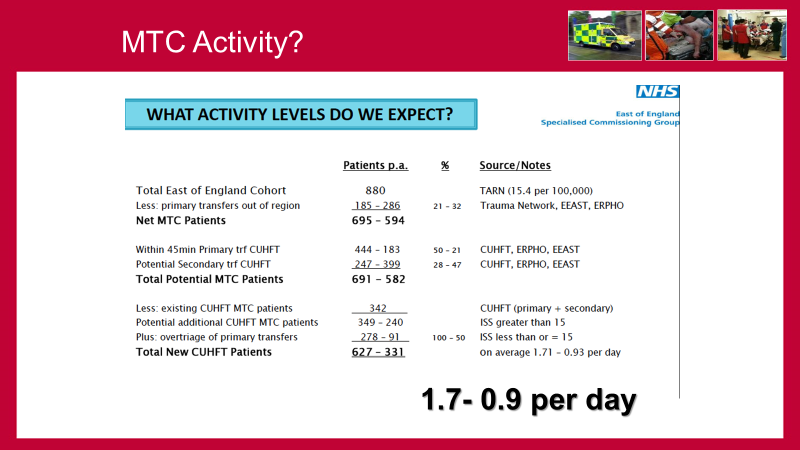 MTC Activity?
NHS
WHAT ACTIVITY LEVELS DO WE EXPECT?
East of England
Specialised Commissioning Group
Patients p.a. % Source/Notes
Total East of England Cohort 880 TARN (15.4 per 100,000)
Less: primary transfers out of region 185 – 286 21 – 32 Trauma Network, EEAST, ERPHO
Net MTC Patients 695 – 594
Within 45min Primary trf CUHFT 444 – 183 50 – 21 CUHFT, ERPHO, EEAST
Potential Secondary trf CUHFT 247 – 399 28 – 47 CUHFT, ERPHO, EEAST
Total Potential MTC Patients 691 – 582
Less: existing CUHFT MTC patients 342 CUHFT (primary + secondary)
Potential additional CUHFT MTC patients 349 – 240 ISS greater than 15
Plus: overtriage of primary transfers 278 – 91 100 – 50 ISS less than or = 15
Total New CUHFT Patients 627 – 331 on average 1.71 – 0.93 per day
1.7- 0.9 per day